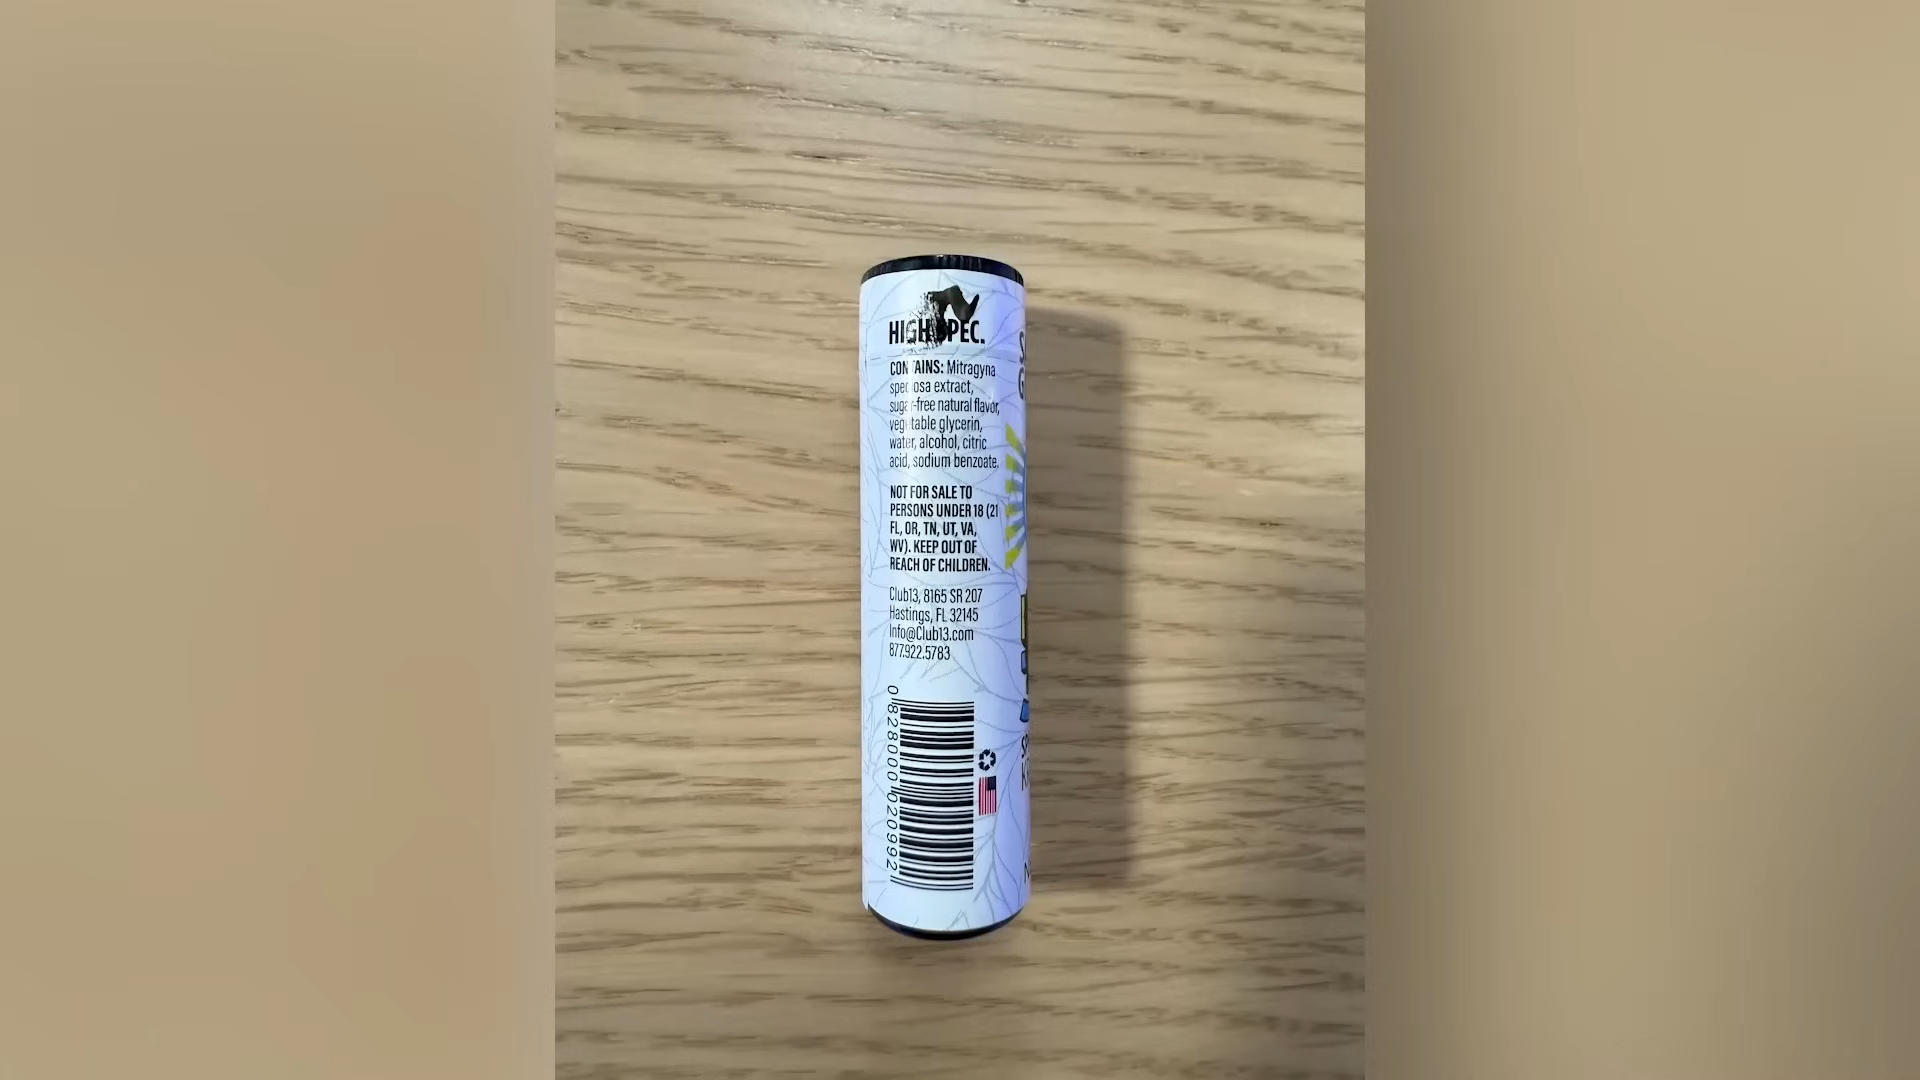 HIGH SPEC.
CONTAINS: Mitragyna
speciosa extract,
sugar-free natural flavor,
vegetable glycerin,
water, alcohol, citric
acid, sodium benzoate.
NOT FOR SALE TO
PERSONS UNDER 18 (21
FL, OR, TN, UT, VA,
WV). KEEP OUT OF
REACH OF CHILDREN.
Club13, 8165 SR 207
Hastings, FL 32145
Info@Club13.com
877.922.5783
0 828000 020992